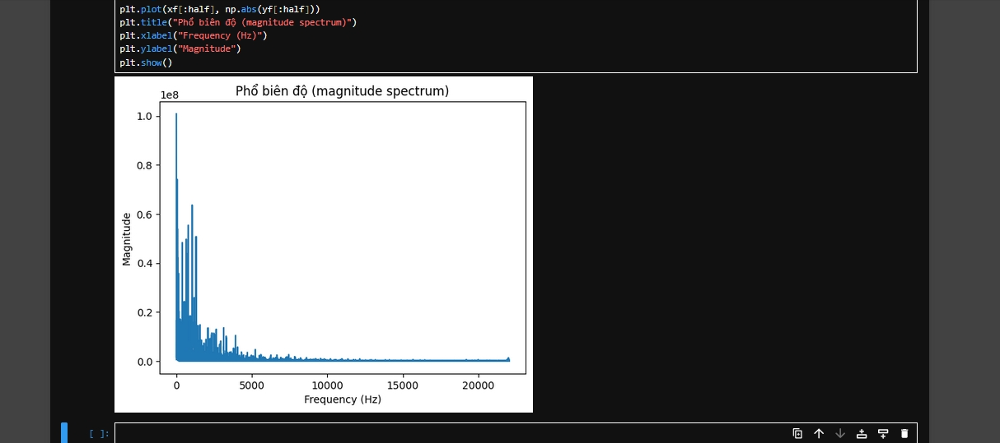 plt.plot(xf[:half], np.abs(yf[:half]))
plt.title("Phổ biên độ (magnitude spectrum)")
plt.xlabel("Frequency (Hz)")
plt.ylabel("Magnitude")
plt.show()
Phổ biên độ (magnitude spectrum)
1e8
1.0
0.8
0.6
0.4
0.2
0.0
Magnitude
0 5000 10000 15000 20000
Frequency (Hz)
[ ]: